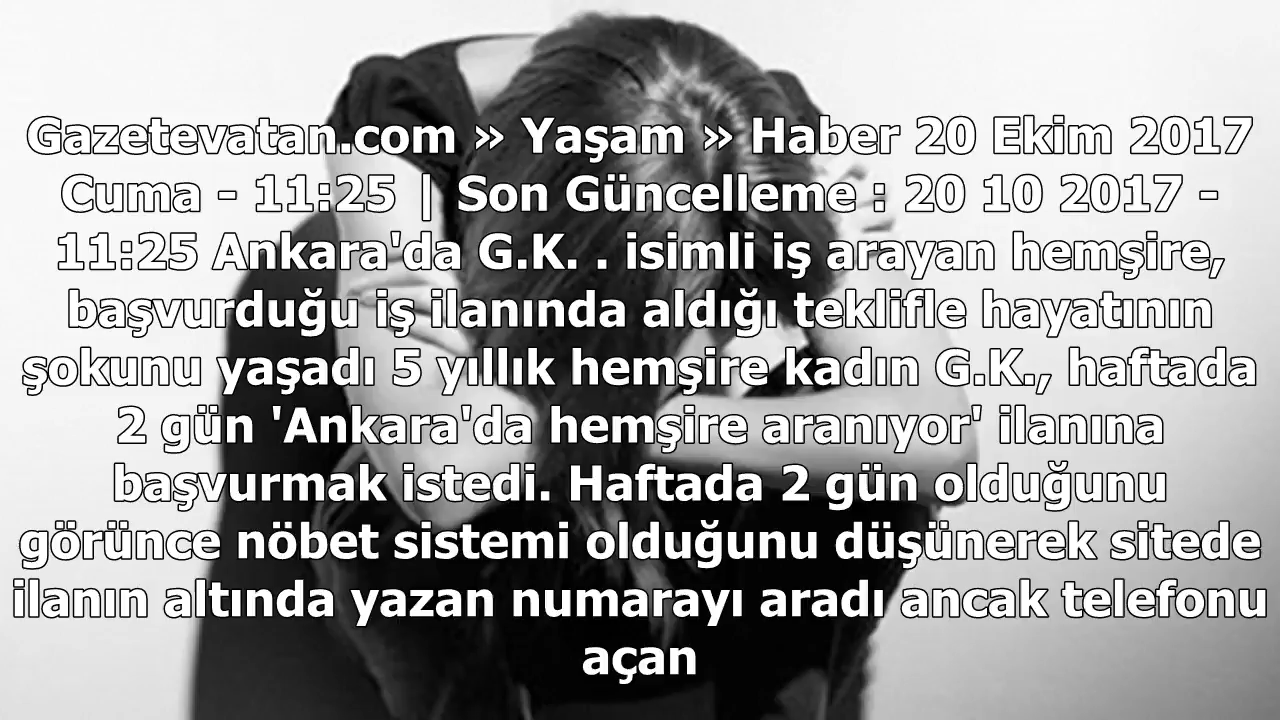 Gazetevatan.com » Yaşam » Haber 20 Ekim 2017
Cuma - 11:25 | Son Güncelleme : 20 10 2017 -
11:25 Ankara'da G.K. . isimli iş arayan hemşire,
başvurduğu iş ilanında aldığı teklifle hayatının
şokunu yaşadı 5 yıllık hemşire kadın G.K., haftada
2 gün 'Ankara'da hemşire aranıyor' ilanına
başvurmak istedi. Haftada 2 gün olduğunu
görünce nöbet sistemi olduğunu düşünerek sitede
ilanın altında yazan numarayı aradı ancak telefonu
açan